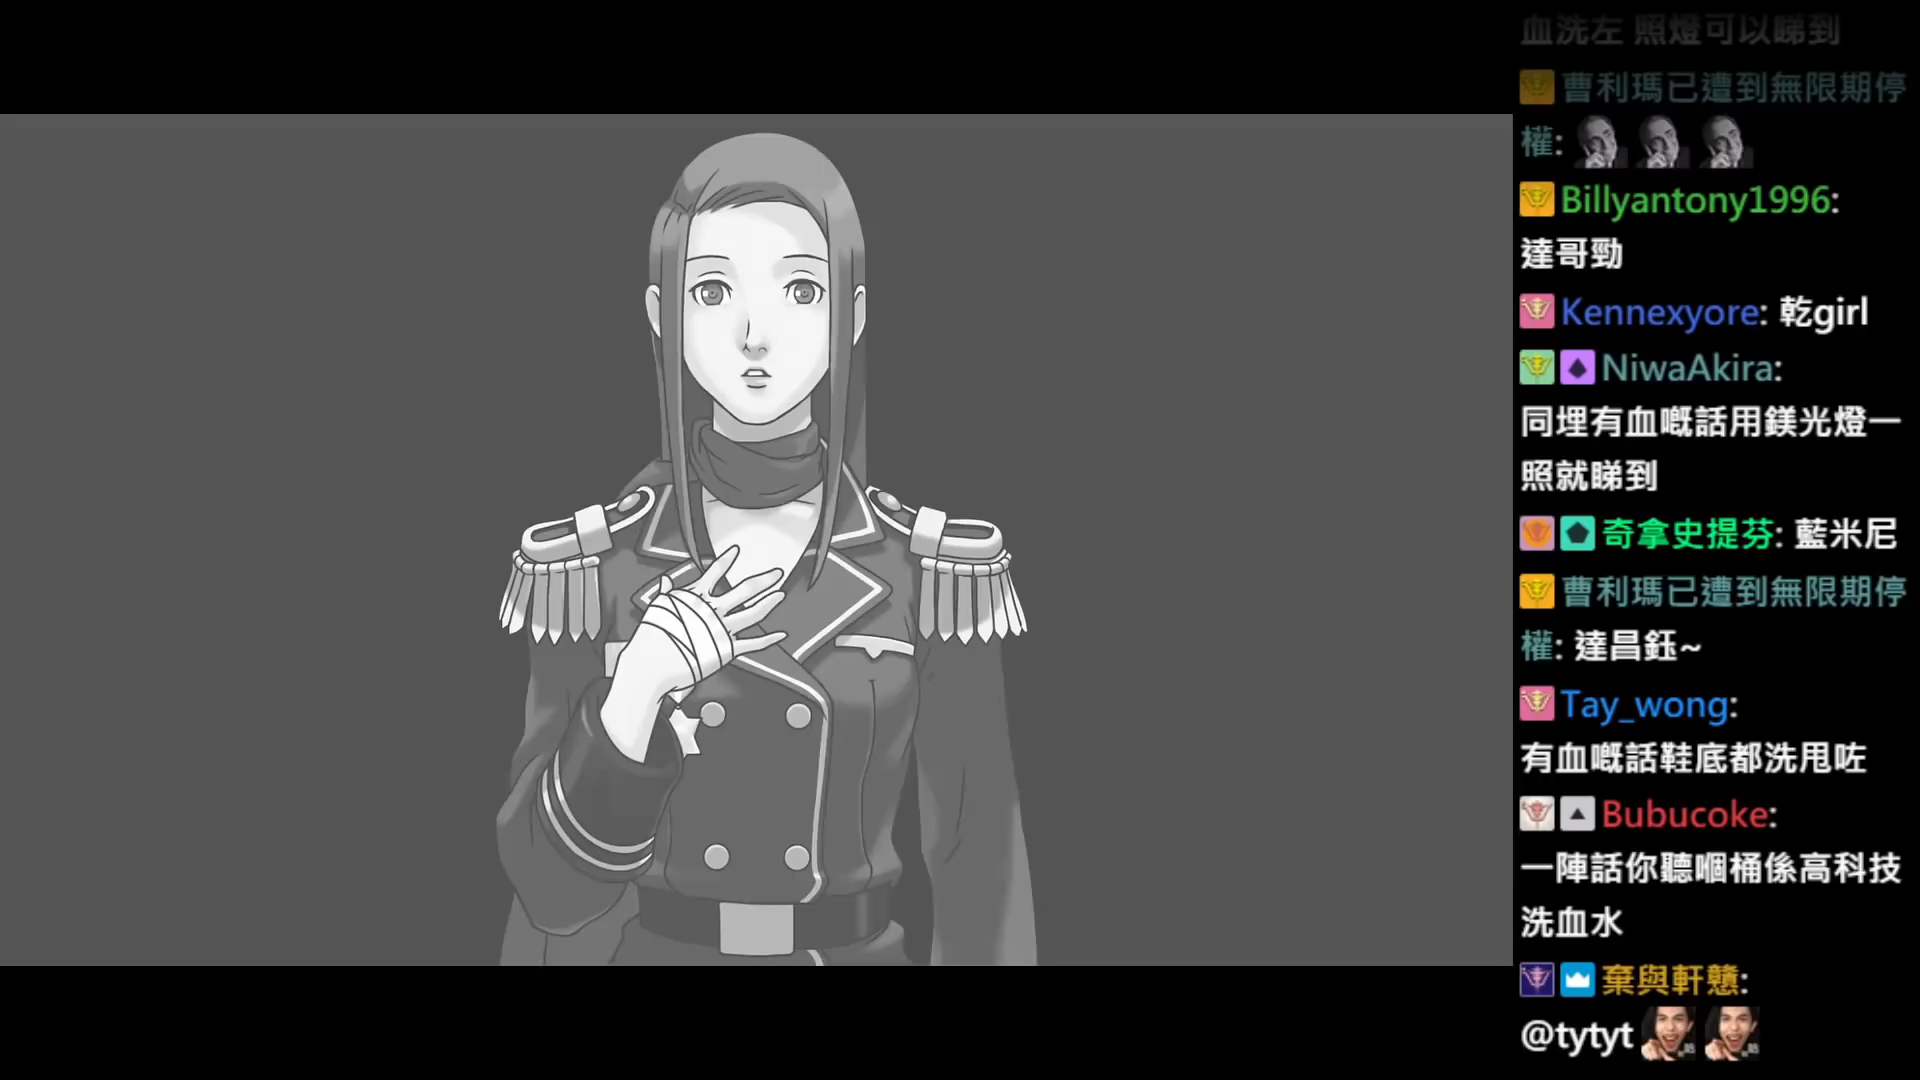 血洗左 照燈可以睇到
曹利瑪已遭到無限期停
權:
Billyantony1996:
達哥勁
Kennexyore: 乾girl
NiwaAkira:
同埋有血嘅話用鎂光燈一
照就睇到
奇拿史提芬: 藍米尼
曹利瑪已遭到無限期停
權: 達昌鈺~
Tay_wong:
有血嘅話鞋底都洗甩咗
Bubucoke:
一陣話你聽嗰桶係高科技
洗血水
棄與軒戇:
@tytyt